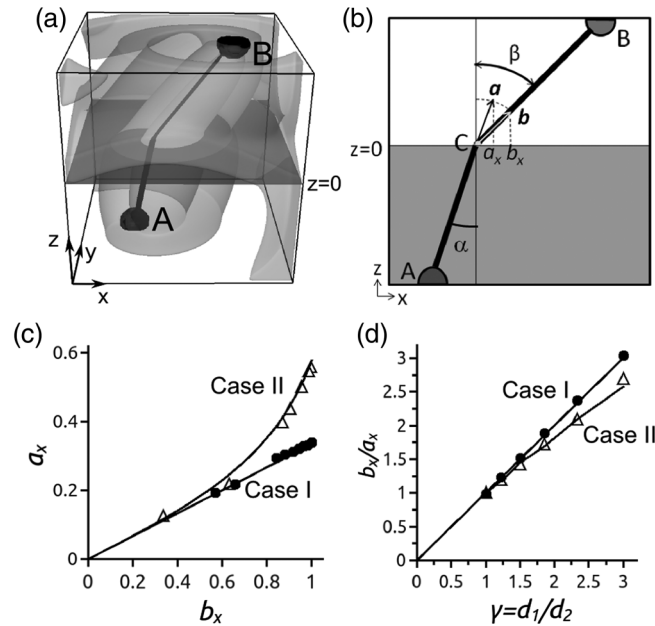 (a)
B
A
z=0
z
y
x
(b)
B
β
a
b
C
z=0
a_x b_x
α
A
z
x
(c)
0.6
0.4
0.2
0
a_x
Case II
Case I
0 0.2 0.4 0.6 0.8 1
b_x
(d)
3
2.5
2
1.5
1
0.5
0
b_x/a_x
Case I
Case II
0 0.5 1 1.5 2 2.5 3
γ=d_1/d_2